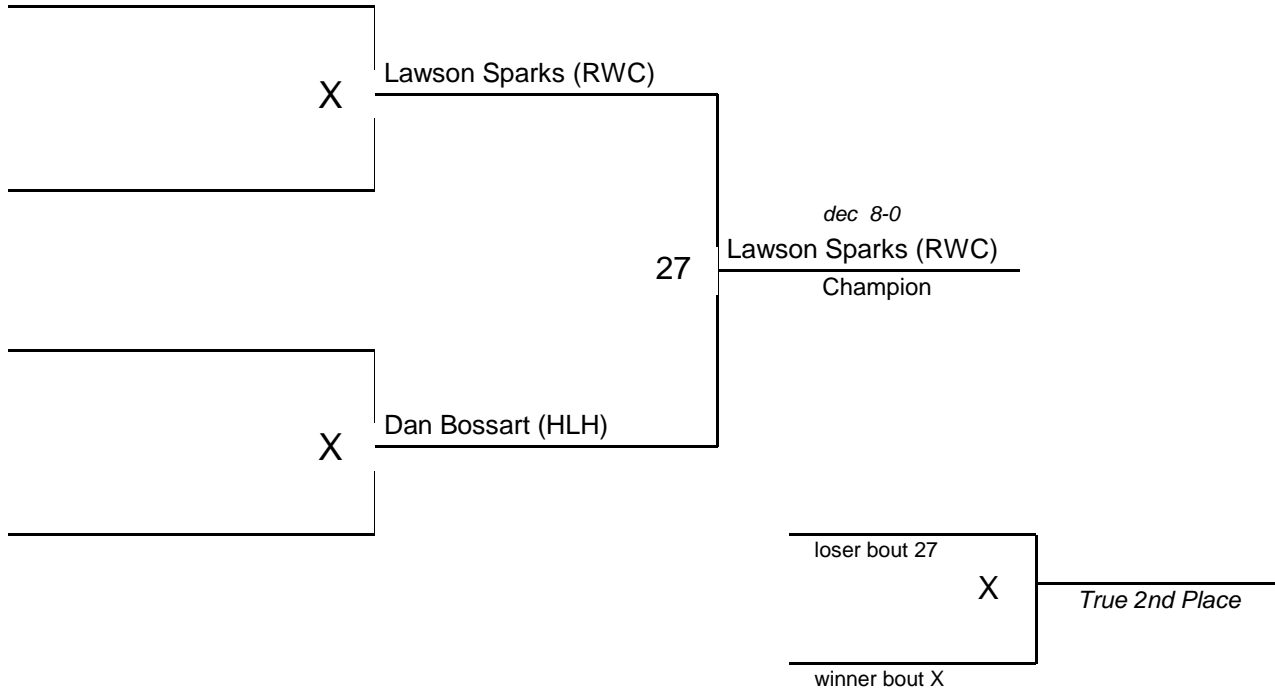 X
Lawson Sparks (RWC)
dec 8-0
27
Lawson Sparks (RWC)
Champion
X
Dan Bossart (HLH)
loser bout 27
X
True 2nd Place
winner bout X